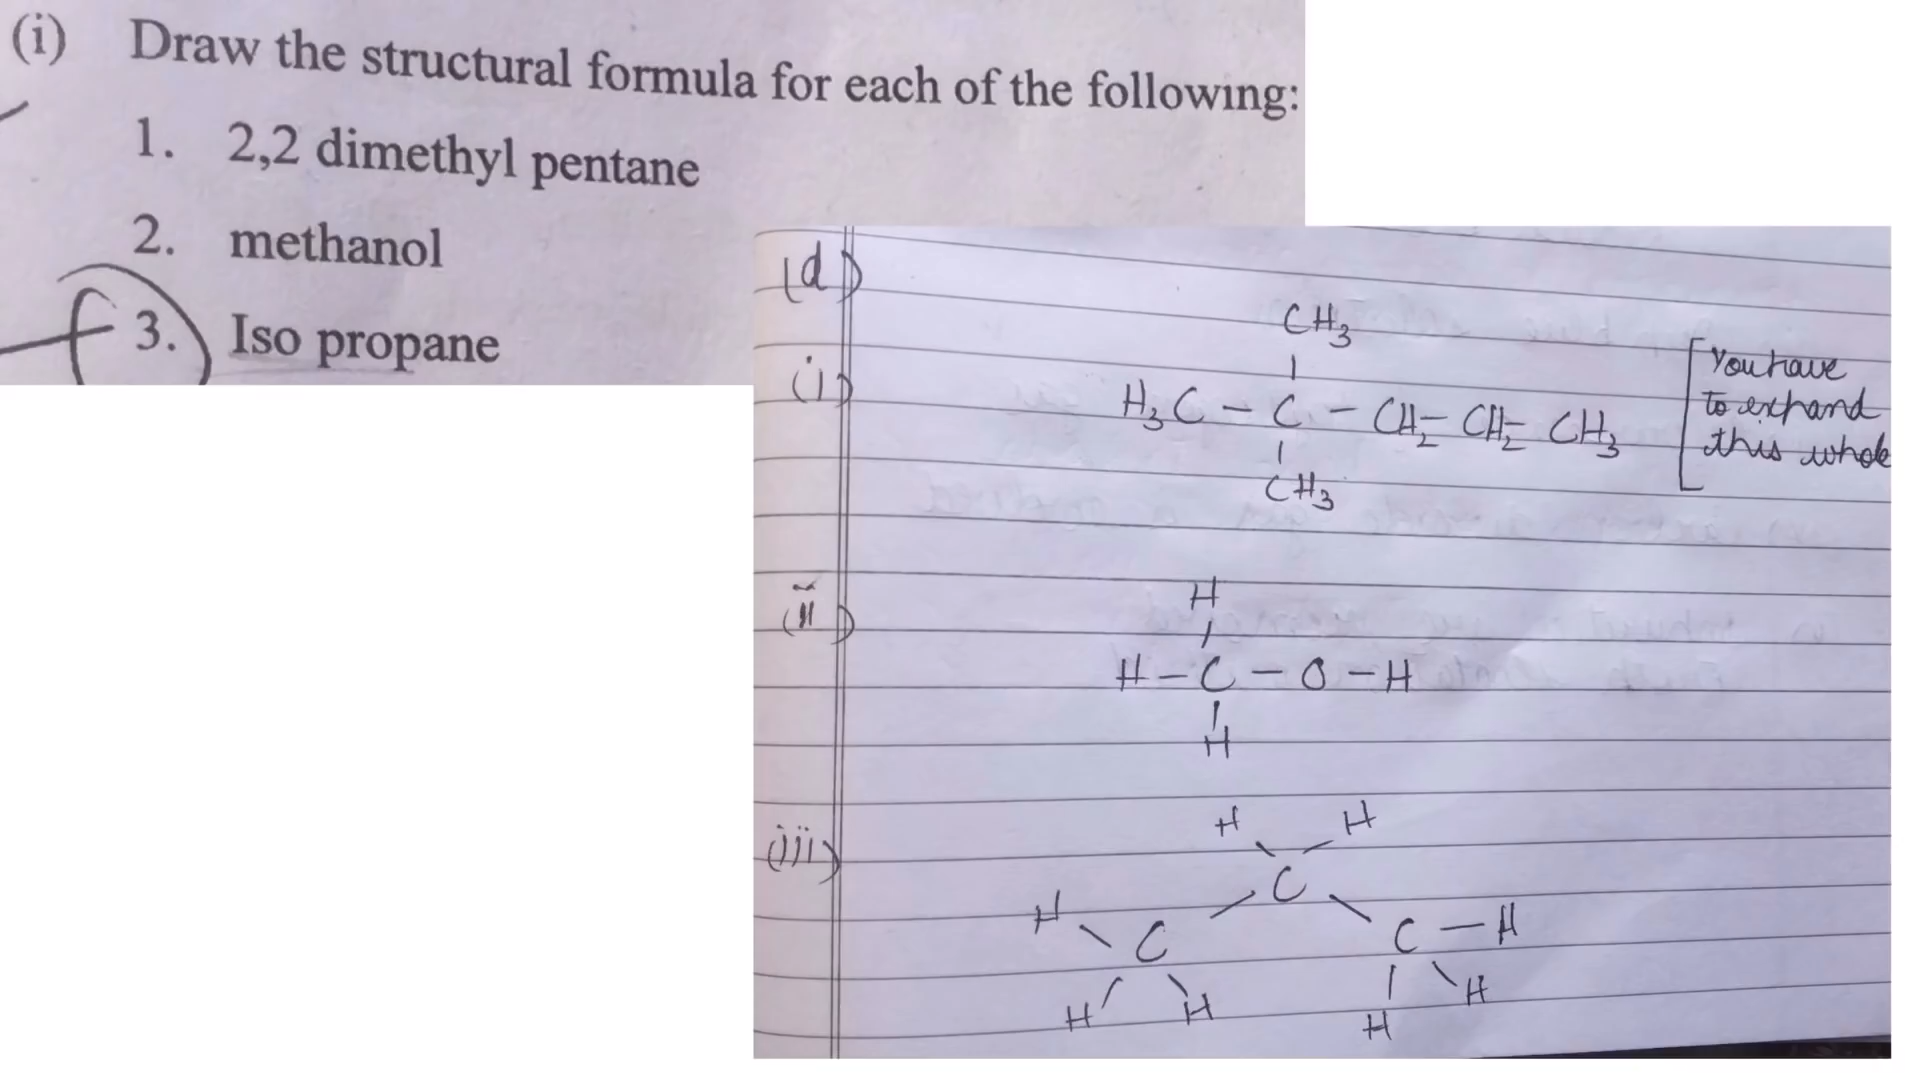 (i) Draw the structural formula for each of the following:
1. 2,2 dimethyl pentane
2. methanol
3. Iso propane
(d)
(i)
CH3
H3C - C - CH2 - CH2 - CH3
CH3
[You have
to expand
this whole
(ii)
H
H - C - O - H
H
(iii)
H H
C
H C C - H
H H H H